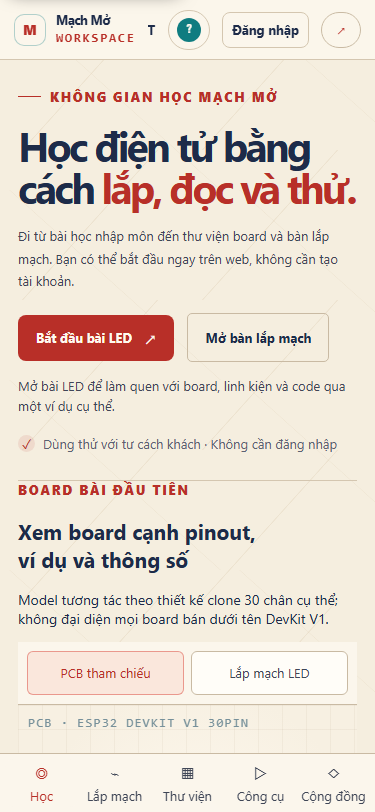 M
Mạch Mở
WORKSPACE
T
?
Đăng nhập
↗
KHÔNG GIAN HỌC MẠCH MỞ
Học điện tử bằng
cách lắp, đọc và thử.
Đi từ bài học nhập môn đến thư viện board và bàn lắp
mạch. Bạn có thể bắt đầu ngay trên web, không cần tạo
tài khoản.
Bắt đầu bài LED ↗
Mở bàn lắp mạch
Mở bài LED để làm quen với board, linh kiện và code qua
một ví dụ cụ thể.
✓ Dùng thử với tư cách khách · Không cần đăng nhập
BOARD BÀI ĐẦU TIÊN
Xem board cạnh pinout,
ví dụ và thông số
Model tương tác theo thiết kế clone 30 chân cụ thể;
không đại diện mọi board bán dưới tên DevKit V1.
PCB tham chiếu
Lắp mạch LED
PCB · ESP32 DEVKIT V1 30PIN
Học
Lắp mạch
Thư viện
Công cụ
Cộng đồng